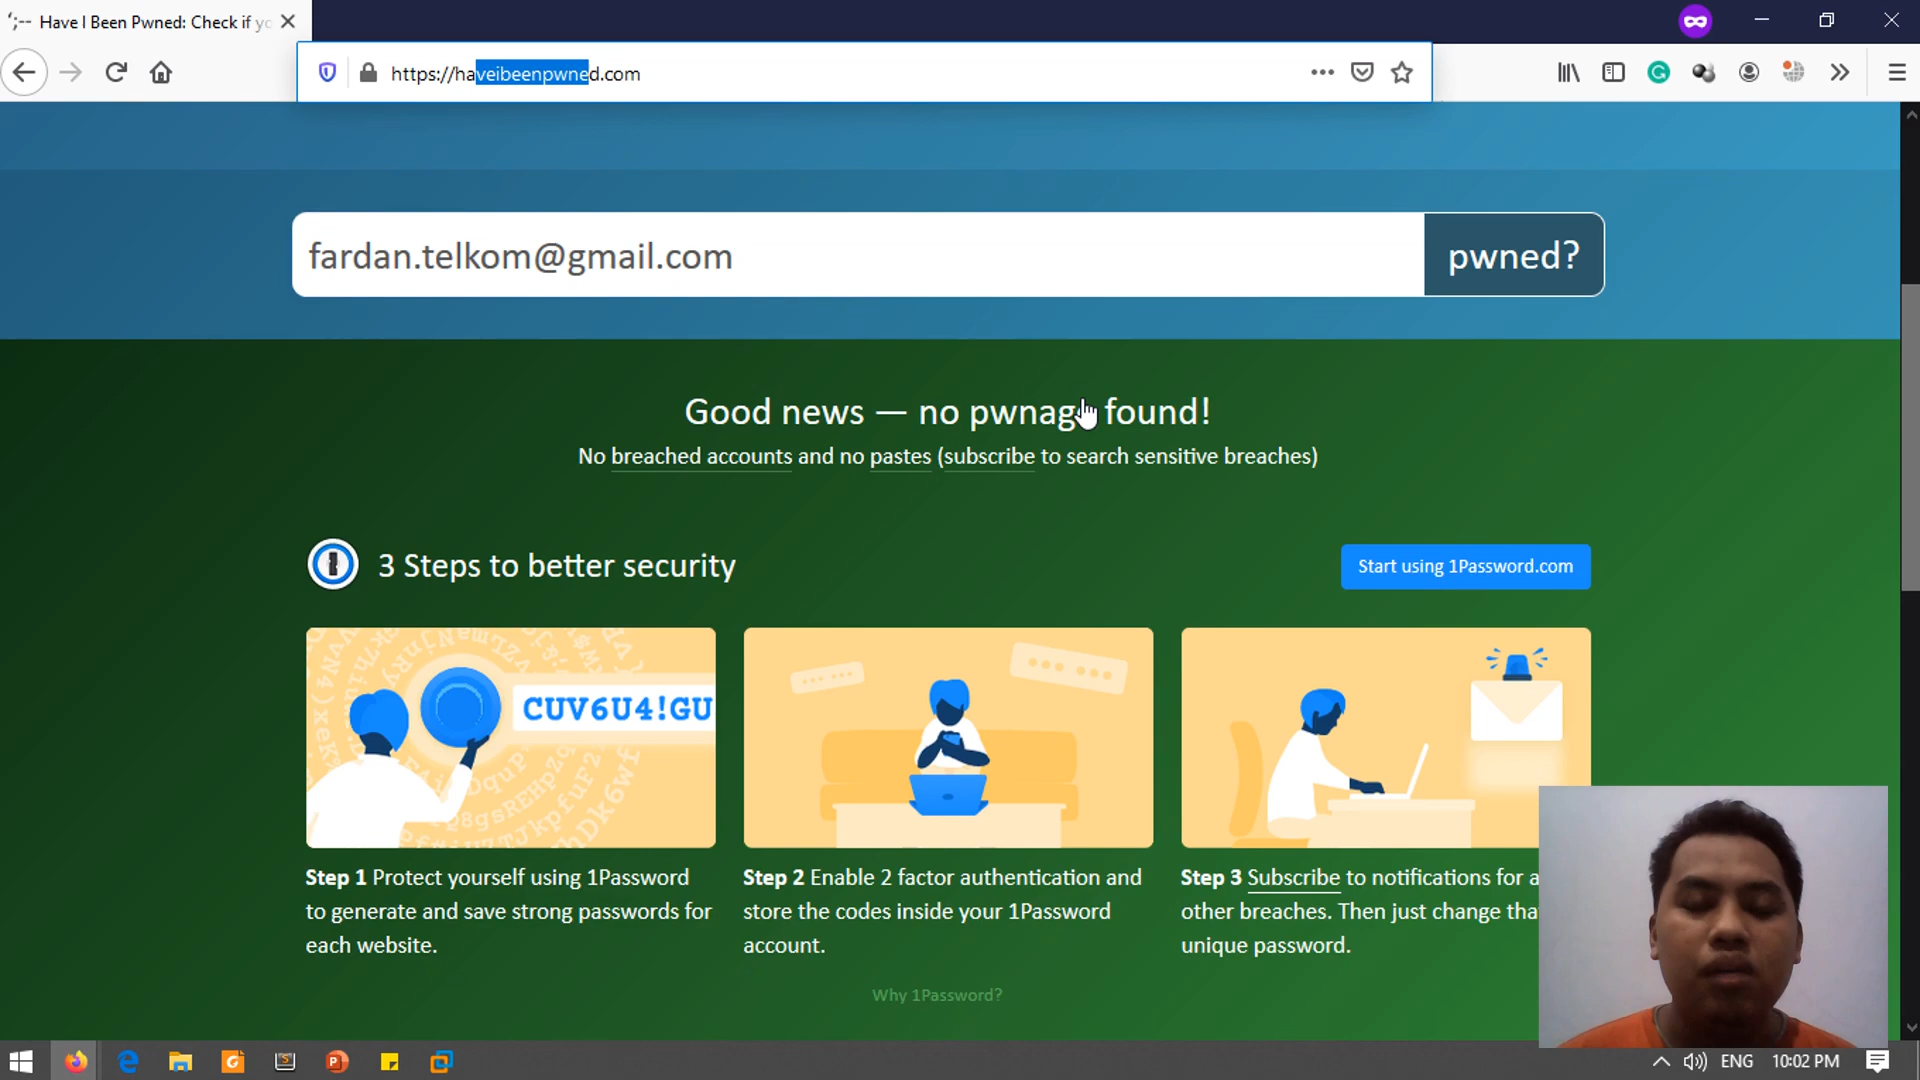 Have I Been Pwned: Check if yo
https://haveibeenpwned.com
fardan.telkom@gmail.com
pwned?
Good news — no pwnage found!
No breached accounts and no pastes (subscribe to search sensitive breaches)
3 Steps to better security
Start using 1Password.com
CUV6U4!GU
Step 1 Protect yourself using 1Password
to generate and save strong passwords for
each website.
Step 2 Enable 2 factor authentication and
store the codes inside your 1Password
account.
Step 3 Subscribe to notifications for a
other breaches. Then just change tha
unique password.
Why 1Password?
ENG
10:02 PM